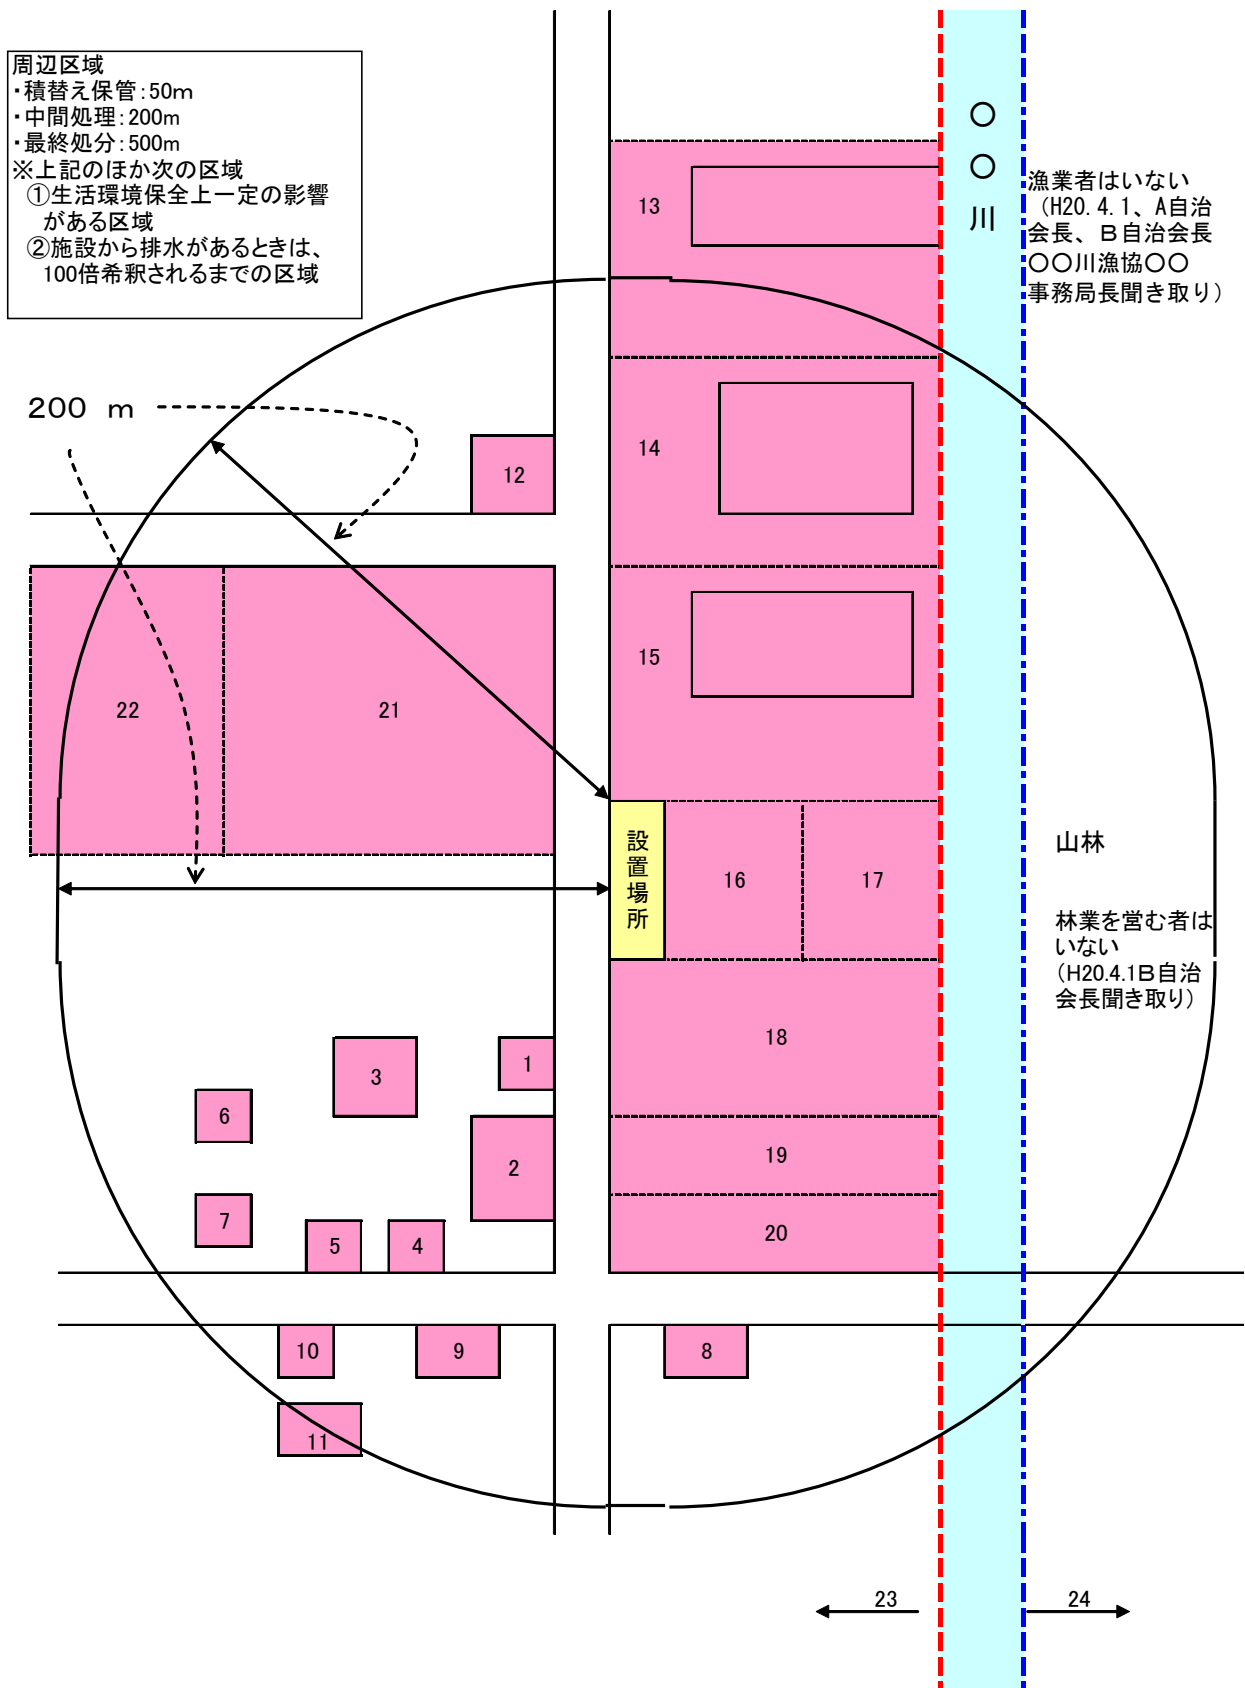 周辺区域
・積替え保管：50m
・中間処理：200m
・最終処分：500m
※上記のほか次の区域
①生活環境保全上一定の影響
がある区域
②施設から排水があるときは、
100倍希釈されるまでの区域
〇
〇
川
漁業者はいない
（H20.4.1、A自治
会長、B自治会長
〇〇川漁協〇〇
事務局長聞き取り）
13
200 m
12
14
15
22
21
設
置
場
所
16
17
山林
林業を営む者は
いない
（H20.4.1B自治
会長聞き取り）
18
1
3
6
2
19
7
5
4
20
10
9
8
11
23
24